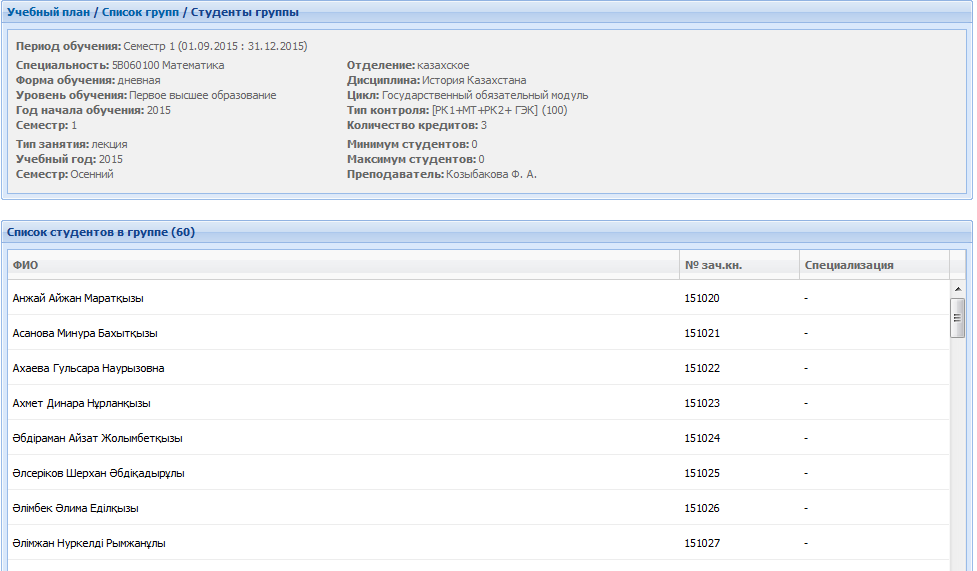 Учебный план / Список групп / Студенты группы
Период обучения: Семестр 1 (01.09.2015 : 31.12.2015)
Специальность: 5B060100 Математика
Форма обучения: дневная
Уровень обучения: Первое высшее образование
Год начала обучения: 2015
Семестр: 1
Отделение: казахское
Дисциплина: История Казахстана
Цикл: Государственный обязательный модуль
Тип контроля: [РК1+МТ+РК2+ ГЭК] (100)
Количество кредитов: 3
Тип занятия: лекция
Учебный год: 2015
Семестр: Осенний
Минимум студентов: 0
Максимум студентов: 0
Преподаватель: Козыбакова Ф. А.
Список студентов в группе (60)
ФИО № зач.кн. Специализация
Анжай Айжан Маратқызы 151020 -
Асанова Минура Бахытқызы 151021 -
Ахаева Гульсара Наурызовна 151022 -
Ахмет Динара Нұрланқызы 151023 -
Әбдіраман Айзат Жолымбетқызы 151024 -
Әлсеріков Шерхан Әбдіқадырұлы 151025 -
Әлімбек Әлима Еділқызы 151026 -
Әлімжан Нуркелді Рымжанұлы 151027 -